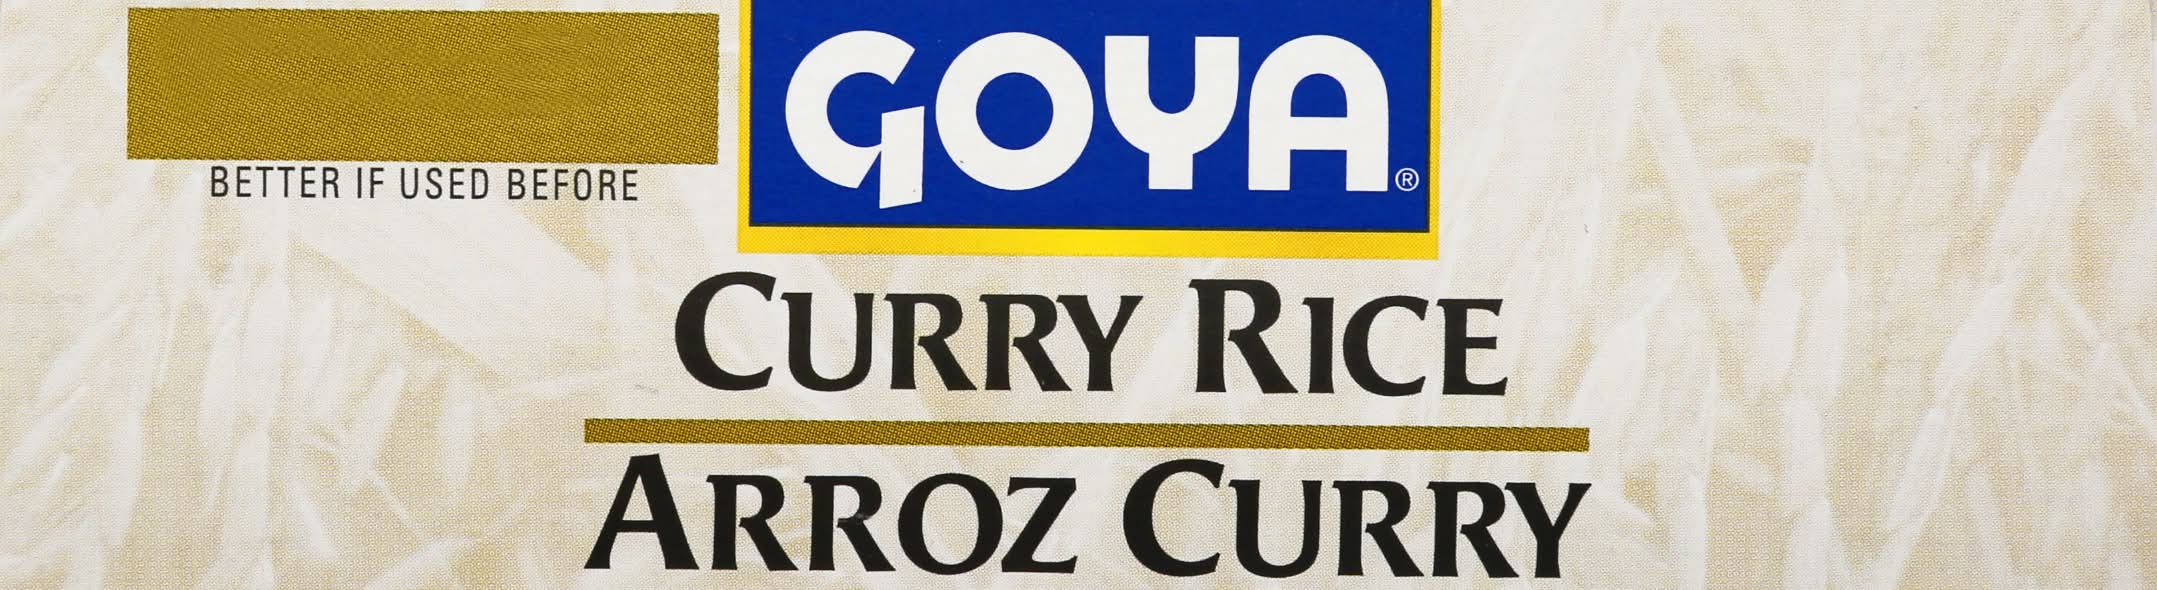 GOYA®
BETTER IF USED BEFORE
CURRY RICE
ARROZ CURRY